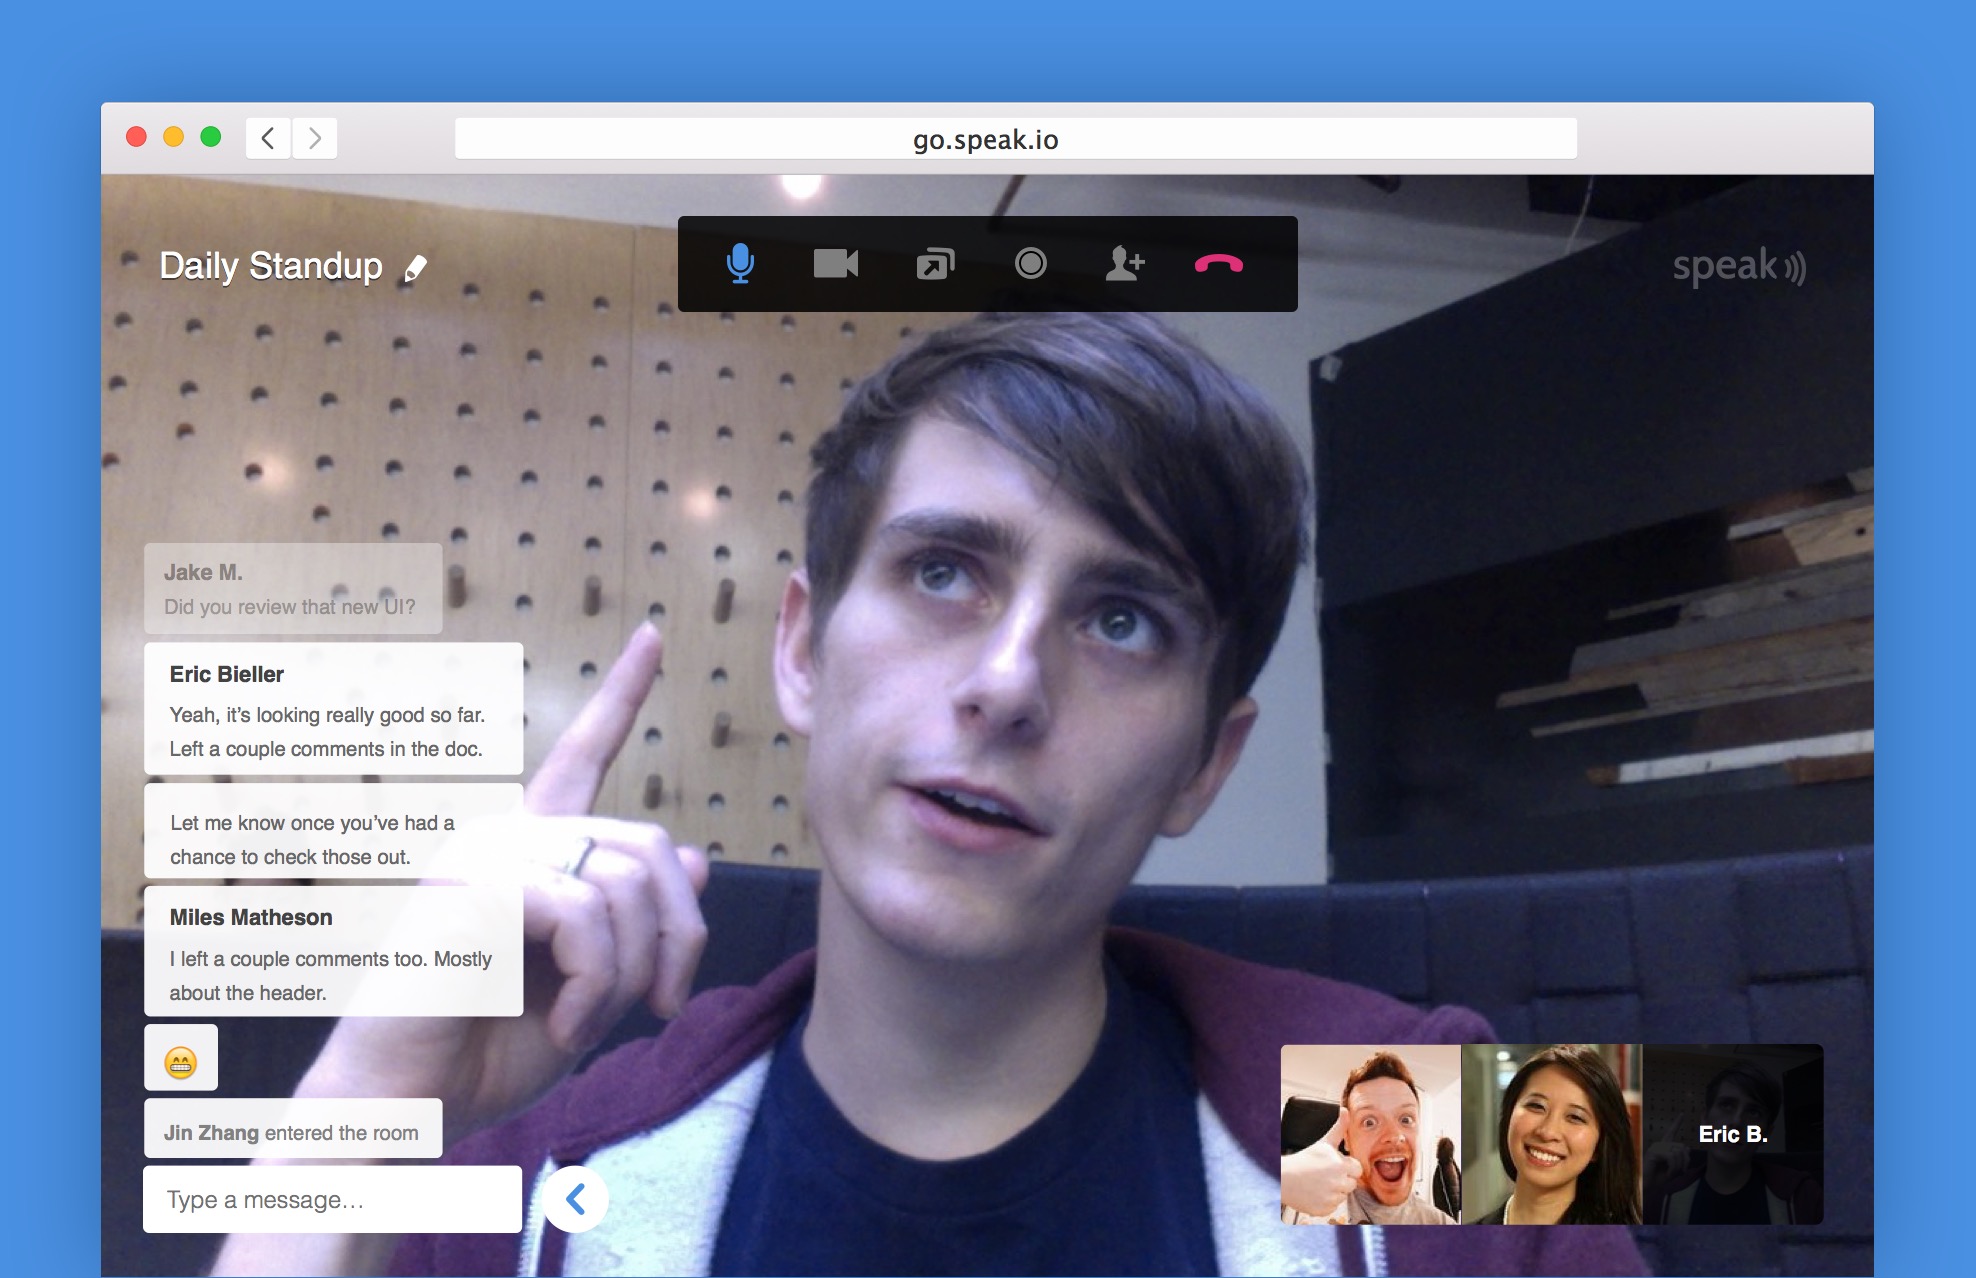 go.speak.io
Daily Standup
speak
Jake M.
Did you review that new UI?
Eric Bieller
Yeah, it’s looking really good so far.
Left a couple comments in the doc.
Let me know once you’ve had a
chance to check those out.
Miles Matheson
I left a couple comments too. Mostly
about the header.
Jin Zhang entered the room
Type a message…
Eric B.